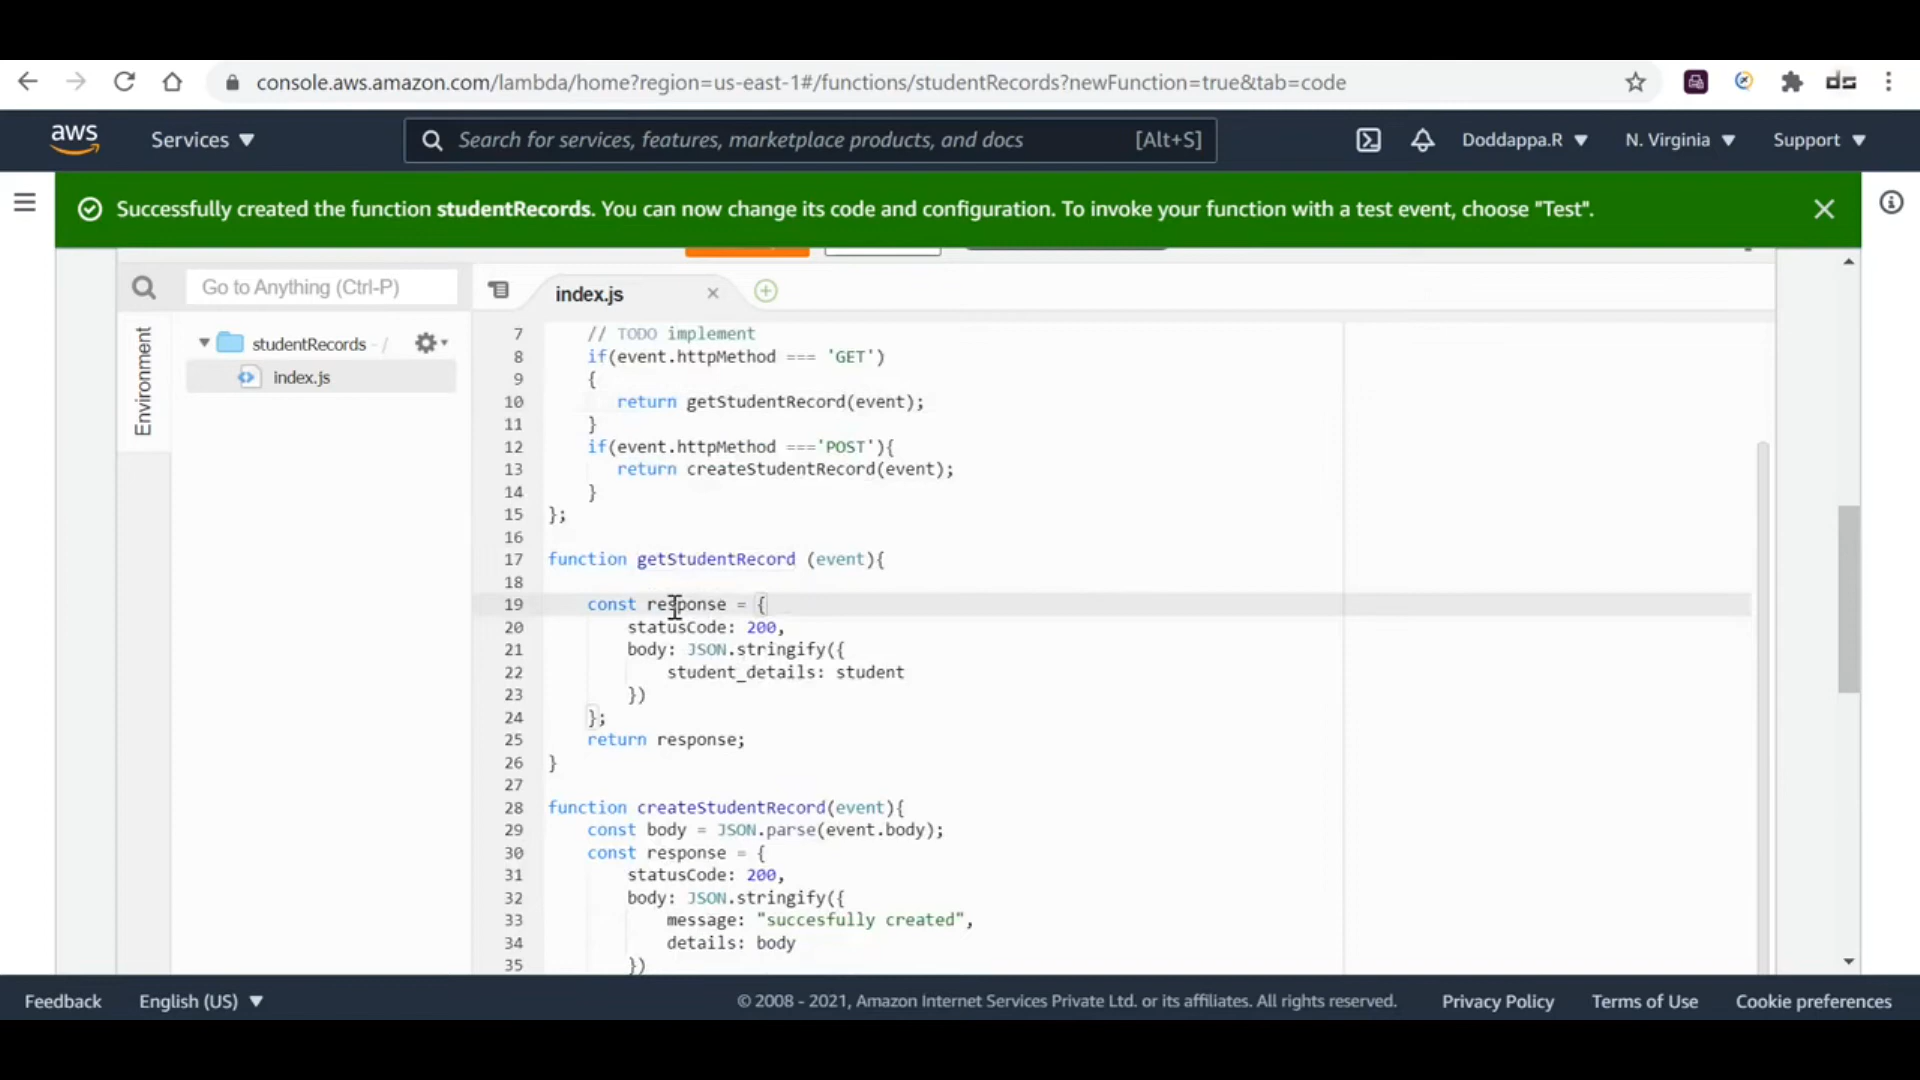 console.aws.amazon.com/lambda/home?region=us-east-1#/functions/studentRecords?newFunction=true&tab=code
aws
Services ▼
Search for services, features, marketplace products, and docs
[Alt+S]
Doddappa.R ▼
N. Virginia ▼
Support ▼
Successfully created the function studentRecords. You can now change its code and configuration. To invoke your function with a test event, choose "Test".
Go to Anything (Ctrl-P)
index.js
Environment
studentRecords - /
index.js
7 // TODO implement
8 if(event.httpMethod === 'GET')
9 {
10 return getStudentRecord(event);
11 }
12 if(event.httpMethod ==='POST'){
13 return createStudentRecord(event);
14 }
15 };
16
17 function getStudentRecord (event){
18
19 const response = {
20 statusCode: 200,
21 body: JSON.stringify({
22 student_details: student
23 })
24 };
25 return response;
26 }
27
28 function createStudentRecord(event){
29 const body = JSON.parse(event.body);
30 const response = {
31 statusCode: 200,
32 body: JSON.stringify({
33 message: "succesfully created",
34 details: body
35 })
Feedback
English (US) ▼
© 2008 - 2021, Amazon Internet Services Private Ltd. or its affiliates. All rights reserved.
Privacy Policy
Terms of Use
Cookie preferences